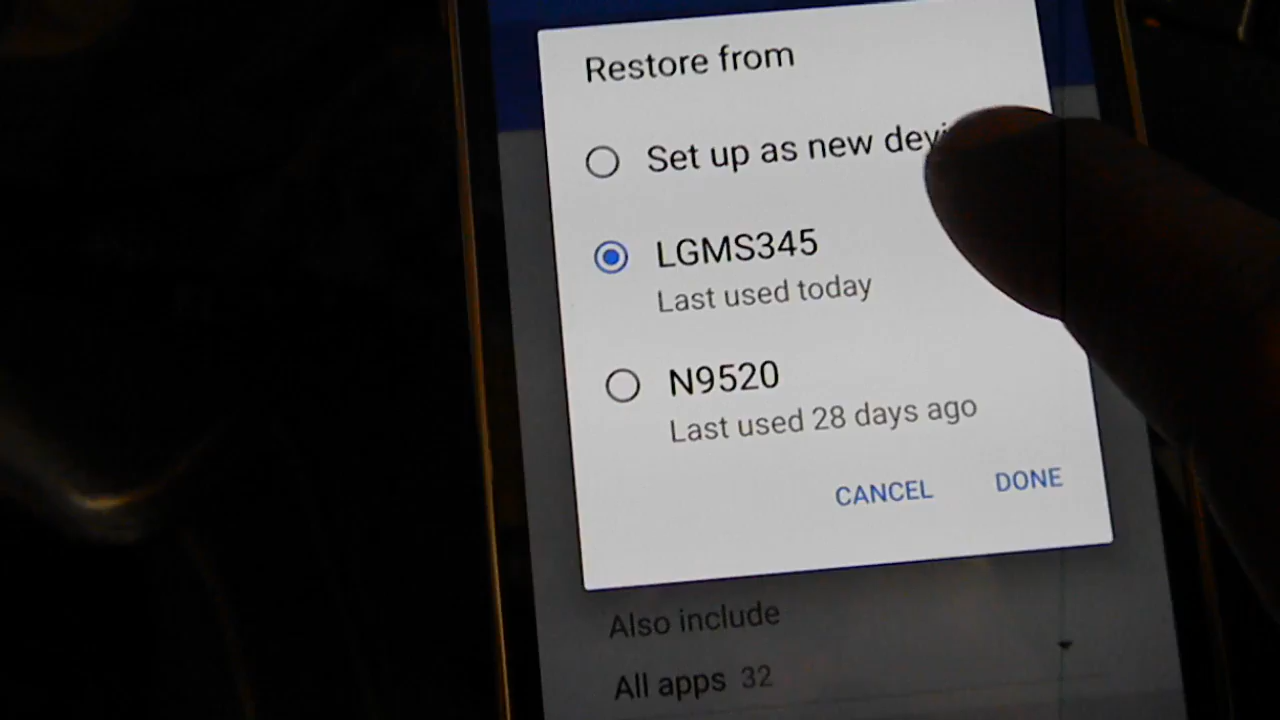 Restore from
Set up as new
LGMS345
Last used today
N9520
Last used 28 days ago
CANCEL DONE
Also include
All apps 32